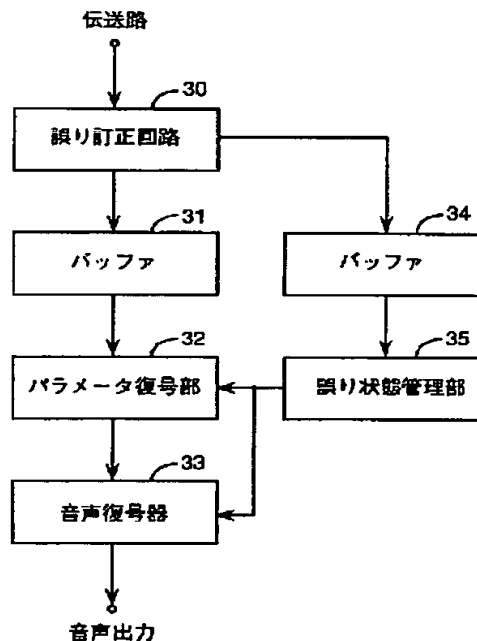 伝送路
30
誤り訂正回路
31
34
バッファ
バッファ
32
35
パラメータ復号部
誤り状態管理部
33
音声復号器
音声出力